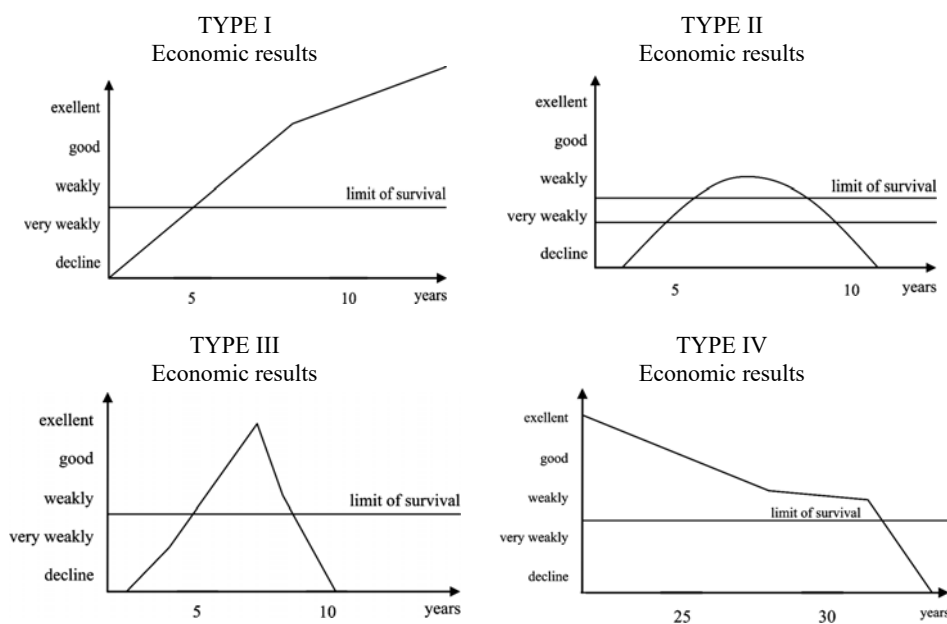 TYPE I
Economic results
exellent
good
weakly
limit of survival
very weakly
decline
5
10
years
TYPE II
Economic results
exellent
good
weakly
limit of survival
very weakly
decline
5
10
years
TYPE III
Economic results
exellent
good
weakly
limit of survival
very weakly
decline
5
10
years
TYPE IV
Economic results
exellent
good
weakly
limit of survival
very weakly
decline
25
30
years